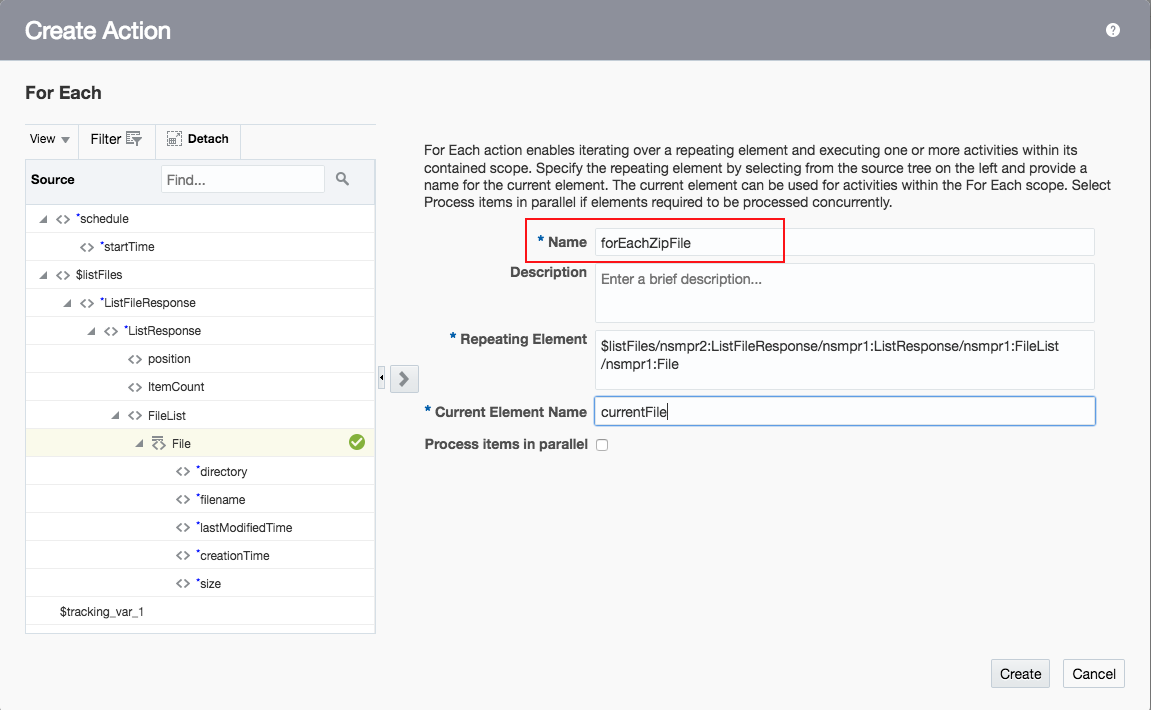 Create Action
?
For Each
View
Filter
Detach
Source
Find...
*schedule
*startTime
$listFiles
*ListFileResponse
*ListResponse
position
ItemCount
FileList
File
*directory
*filename
*lastModifiedTime
*creationTime
*size
$tracking_var_1
For Each action enables iterating over a repeating element and executing one or more activities within its
contained scope. Specify the repeating element by selecting from the source tree on the left and provide a
name for the current element. The current element can be used for activities within the For Each scope. Select
Process items in parallel if elements required to be processed concurrently.
* Name forEachZipFile
Description Enter a brief description...
* Repeating Element $listFiles/nsmpr2:ListFileResponse/nsmpr1:ListResponse/nsmpr1:FileList
/nsmpr1:File
* Current Element Name currentFile
Process items in parallel
Create
Cancel